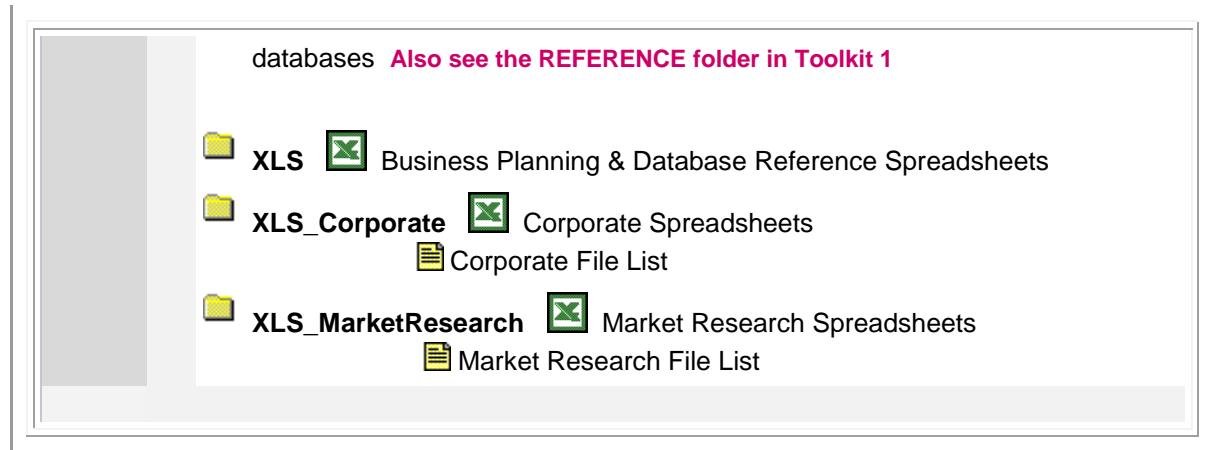 databases Also see the REFERENCE folder in Toolkit 1
XLS Business Planning & Database Reference Spreadsheets
XLS_Corporate Corporate Spreadsheets
Corporate File List
XLS_MarketResearch Market Research Spreadsheets
Market Research File List